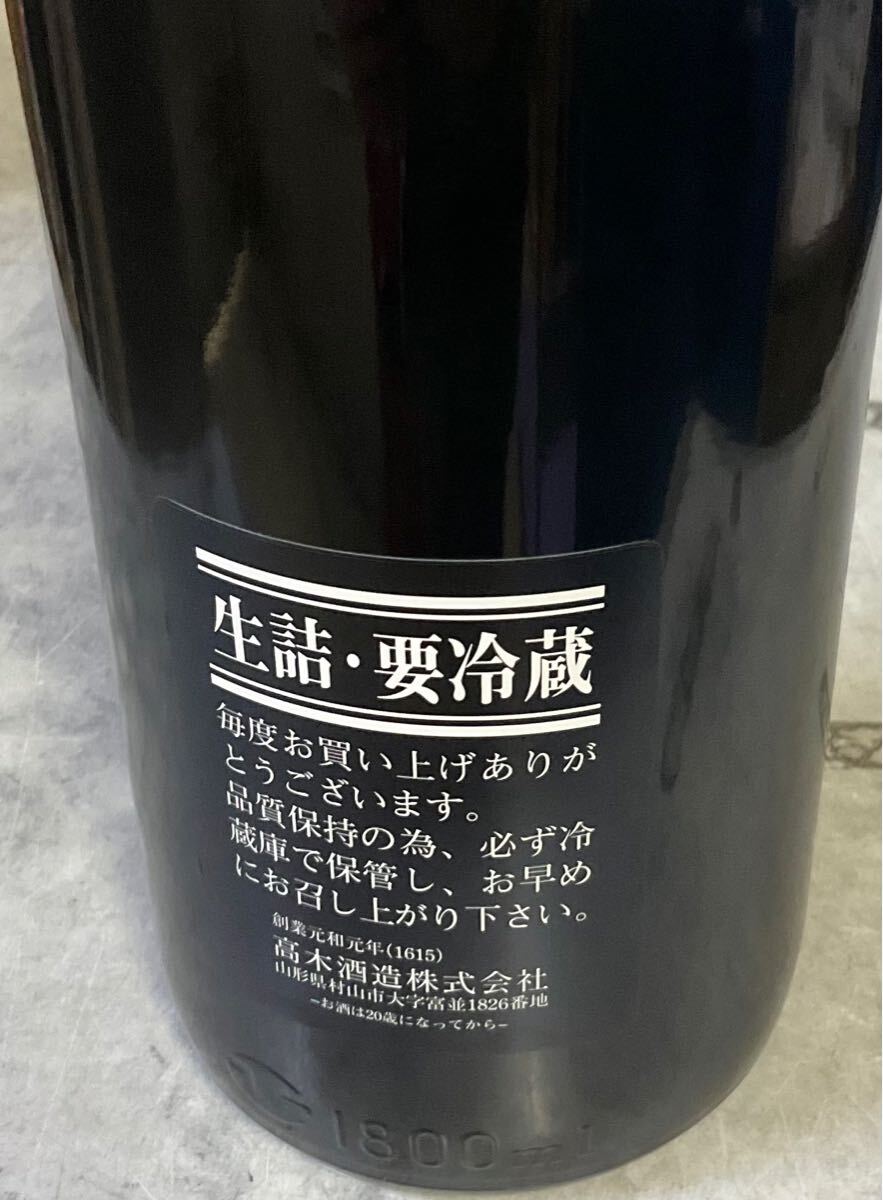 生詰・要冷蔵
毎度お買い上げありが
とうございます。
品質保持の為、必ず冷
蔵庫で保管し、お早め
にお召し上がり下さい。
創業元和元年(1615)
高木酒造株式会社
山形県村山市大字富並1826番地
−お酒は20歳になってから−
1800ml